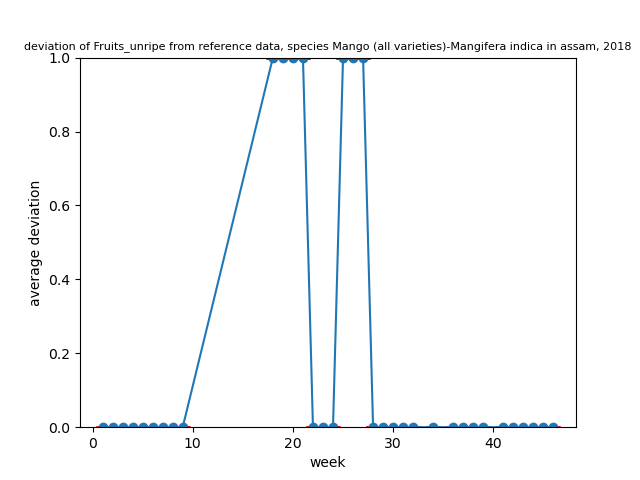 deviation of Fruits_unripe from reference data, species Mango (all varieties)-Mangifera indica in assam, 2018
1.0
0.8
0.6
0.4
0.2
0.0
average deviation
0 10 20 30 40
week